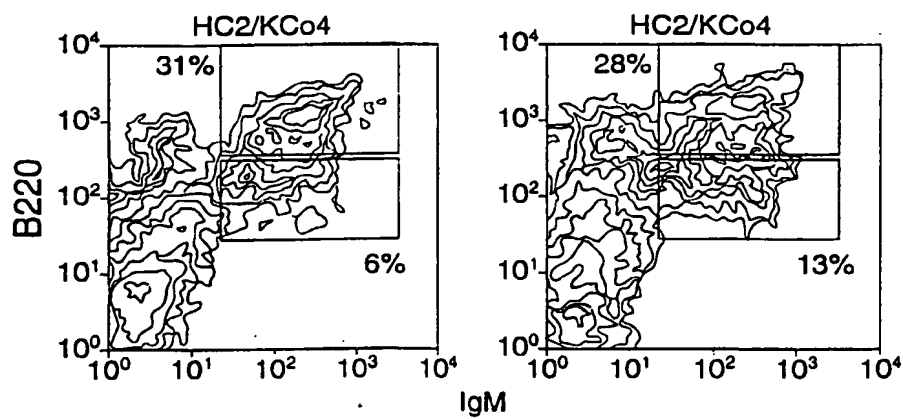 HC2/KCo4 HC2/KCo4
10⁴ 10⁴
31% 28%
10³ 10³
B220
10² 10²
10¹ 10¹
6% 13%
10⁰ 10⁰
10⁰ 10¹ 10² 10³ 10⁴ 10⁰ 10¹ 10² 10³ 10⁴
IgM